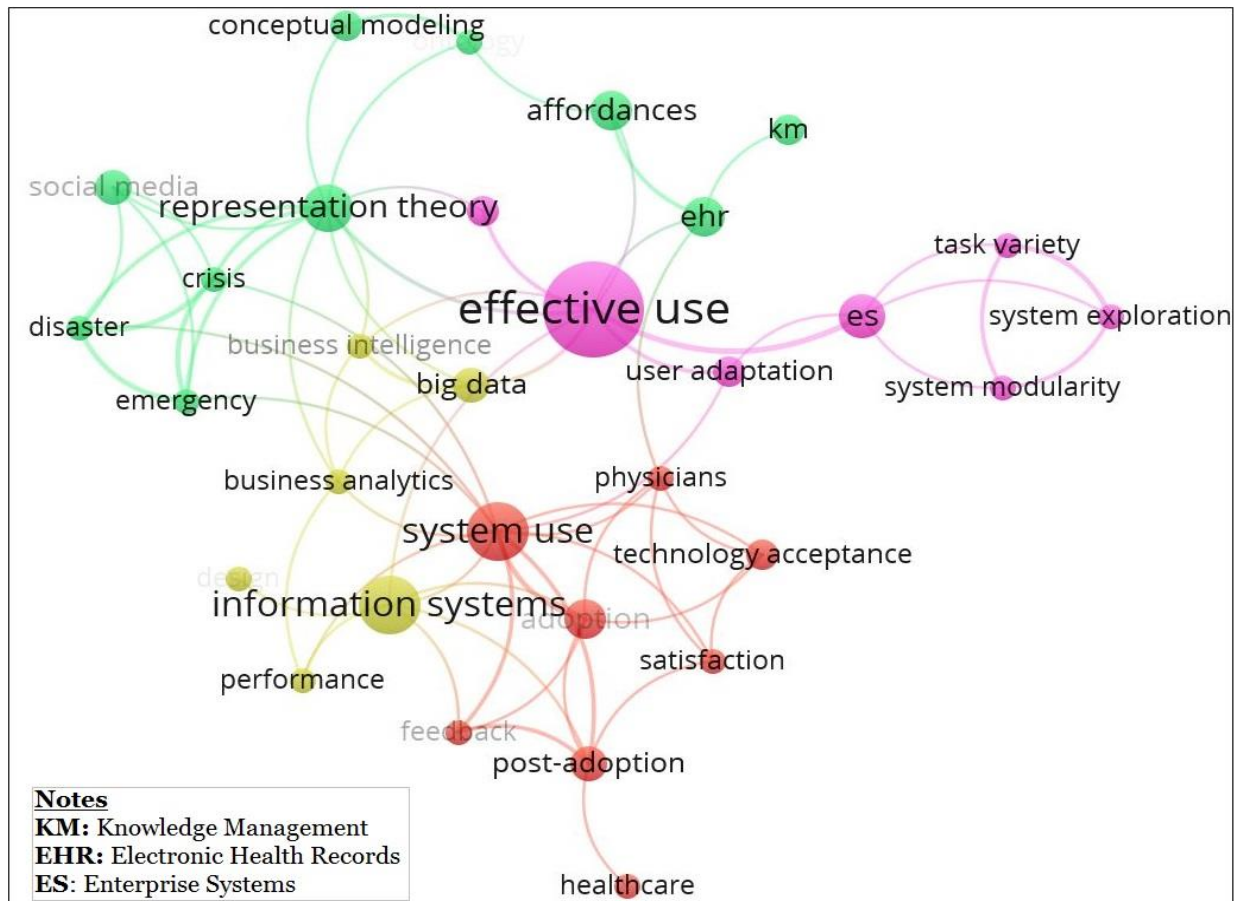 conceptual modeling
ontology
affordances
km
social media
representation theory
ehr
task variety
crisis
effective use
es
system exploration
disaster
business intelligence
user adaptation
big data
system modularity
emergency
business analytics
physicians
system use
technology acceptance
design
information systems
adoption
satisfaction
performance
feedback
post-adoption
healthcare
Notes
KM: Knowledge Management
EHR: Electronic Health Records
ES: Enterprise Systems